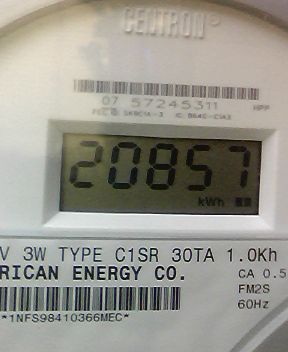 CENTRON®
07 57245311 HPP
20857
kWh
V 3W TYPE C1SR 30TA 1.0Kh
RICAN ENERGY CO. CA 0.5
FM2S
60Hz
*1NFS98410366MEC*